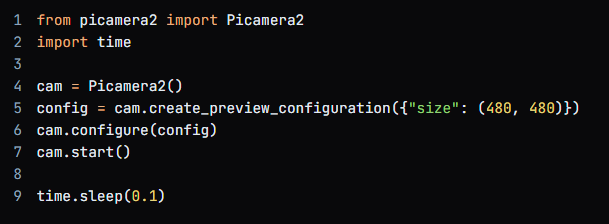 1 from picamera2 import Picamera2
2 import time
3
4 cam = Picamera2()
5 config = cam.create_preview_configuration({"size": (480, 480)})
6 cam.configure(config)
7 cam.start()
8
9 time.sleep(0.1)